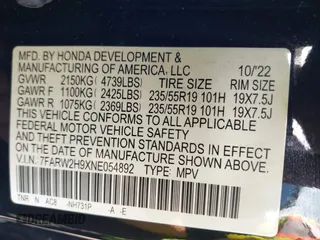 MFD. BY HONDA DEVELOPMENT &
MANUFACTURING OF AMERICA, LLC 10/'22
GVWR 2150KG(4739LBS) TIRE SIZE RIM SIZE
GAWR F 1100KG(2425LBS) 235/55R19 101H 19X7.5J
GAWR R 1075KG(2369LBS) 235/55R19 101H 19X7.5J
THIS VEHICLE CONFORMS TO ALL APPLICABLE
FEDERAL MOTOR VEHICLE SAFETY AND THEFT
PREVENTION STANDARDS IN EFFECT ON THE
DATE OF MANUFACTURE SHOWN ABOVE.
V.I.N. 7FARW2H9XNE054892 TYPE: MPV
NH731P -A -E